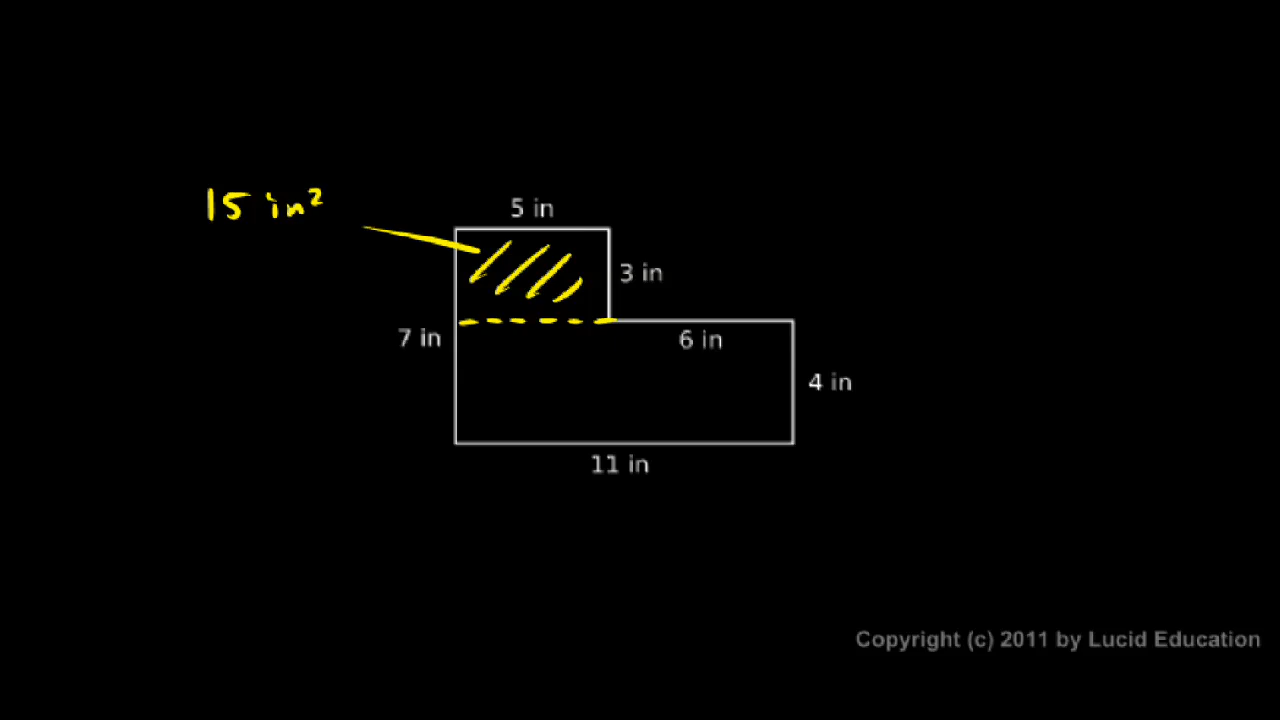 15 in²
5 in
3 in
7 in
6 in
4 in
11 in
Copyright (c) 2011 by Lucid Education